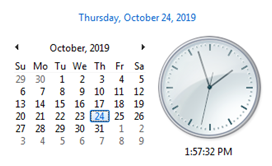 Thursday, October 24, 2019
October, 2019
Su Mo Tu We Th Fr Sa
29 30 1 2 3 4 5
6 7 8 9 10 11 12
13 14 15 16 17 18 19
20 21 22 23 24 25 26
27 28 29 30 31 1 2
3 4 5 6 7 8 9
1:57:32 PM